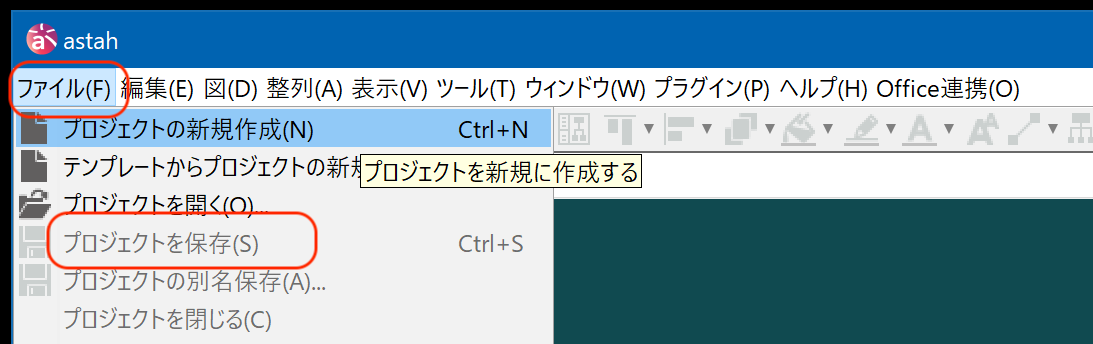 astah
ファイル(F) 編集(E) 図(D) 整列(A) 表示(V) ツール(T) ウィンドウ(W) プラグイン(P) ヘルプ(H) Office連携(O)
プロジェクトの新規作成(N) Ctrl+N
テンプレートからプロジェクトの新規
プロジェクトを新規に作成する
プロジェクトを開く(O)...
プロジェクトを保存(S) Ctrl+S
プロジェクトの別名保存(A)...
プロジェクトを閉じる(C)